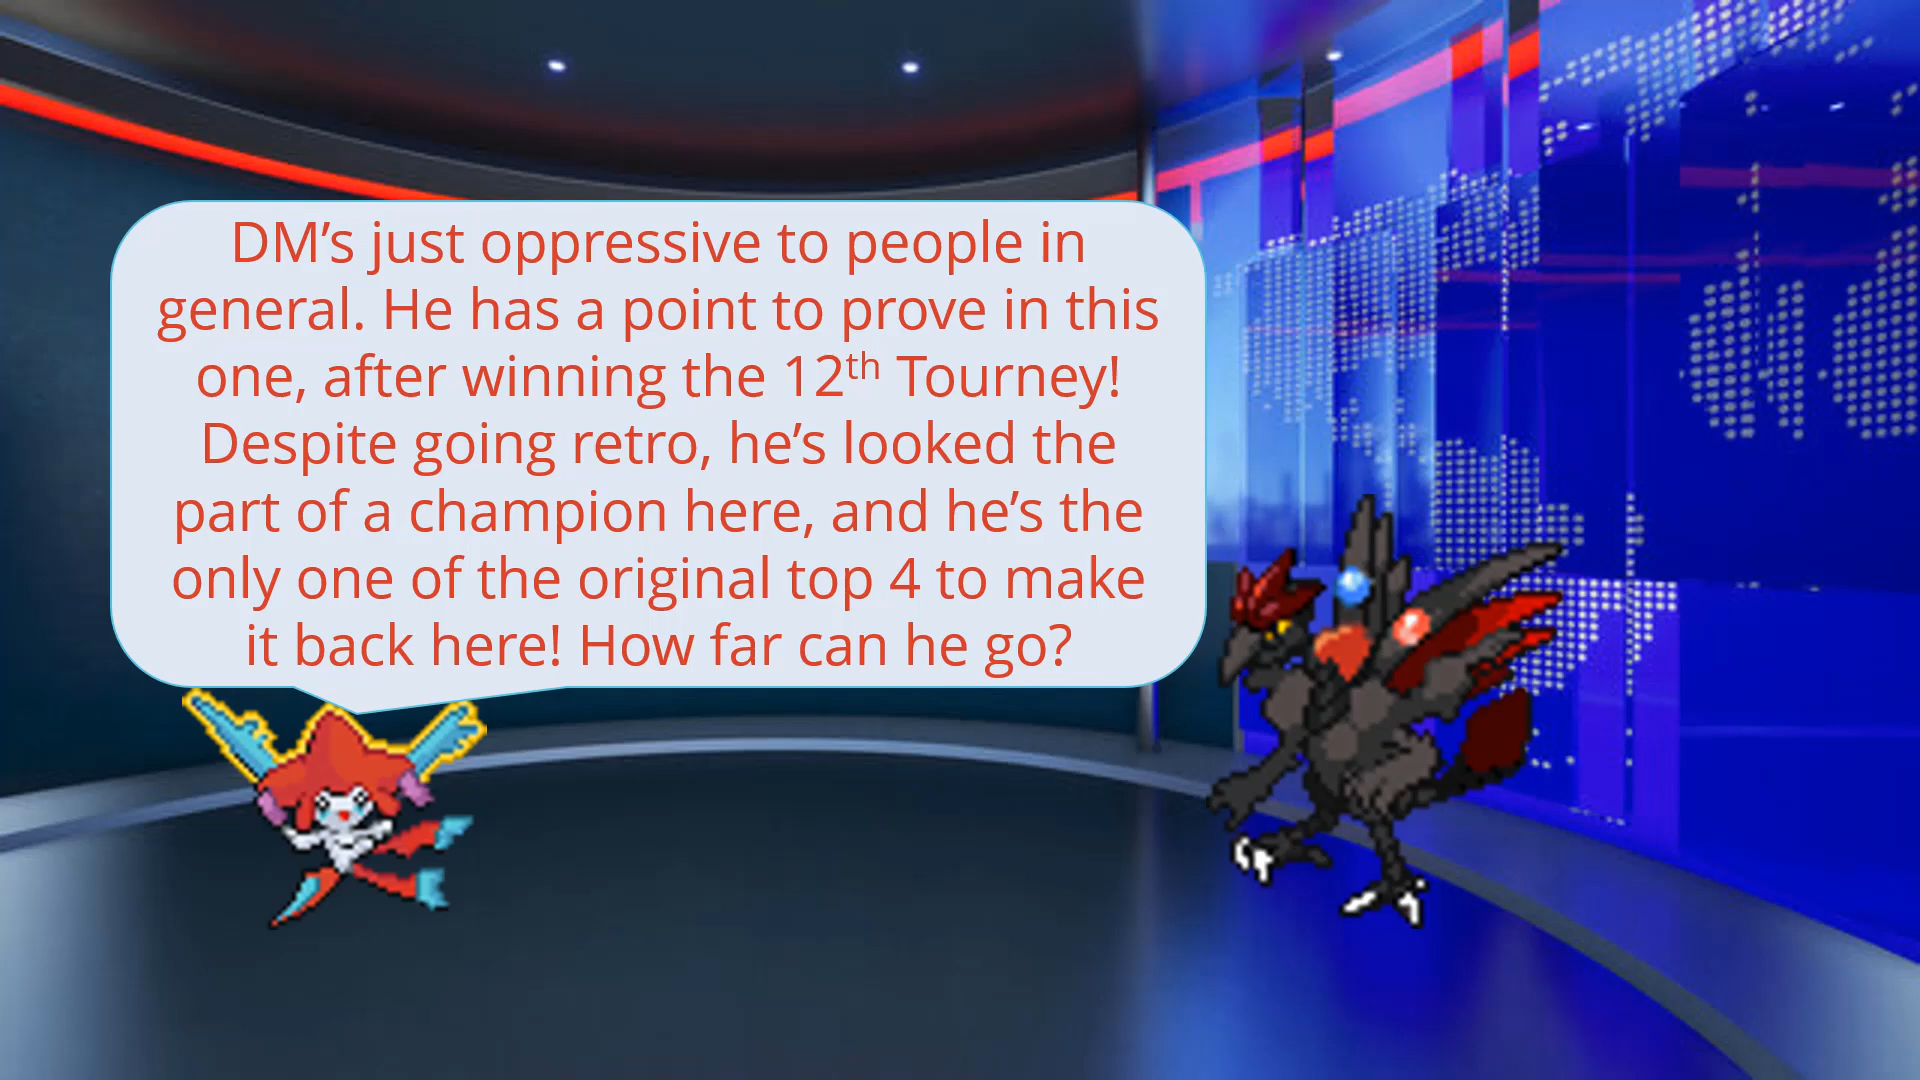 DM’s just oppressive to people in
general. He has a point to prove in this
one, after winning the 12th Tourney!
Despite going retro, he’s looked the
part of a champion here, and he’s the
only one of the original top 4 to make
it back here! How far can he go?